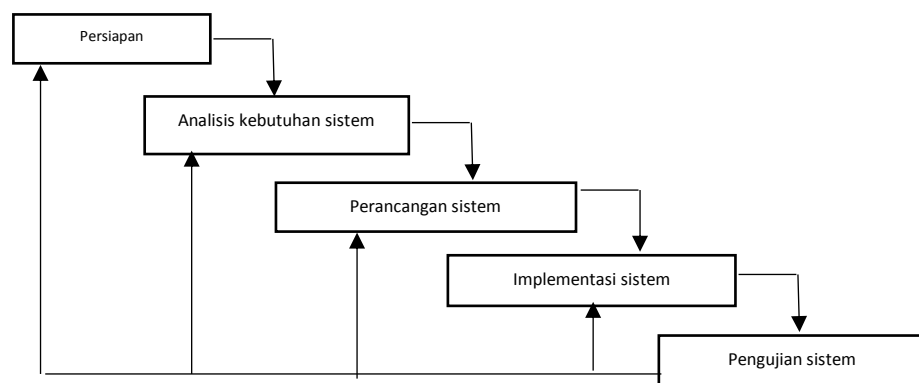 Persiapan
Analisis kebutuhan sistem
Perancangan sistem
Implementasi sistem
Pengujian sistem